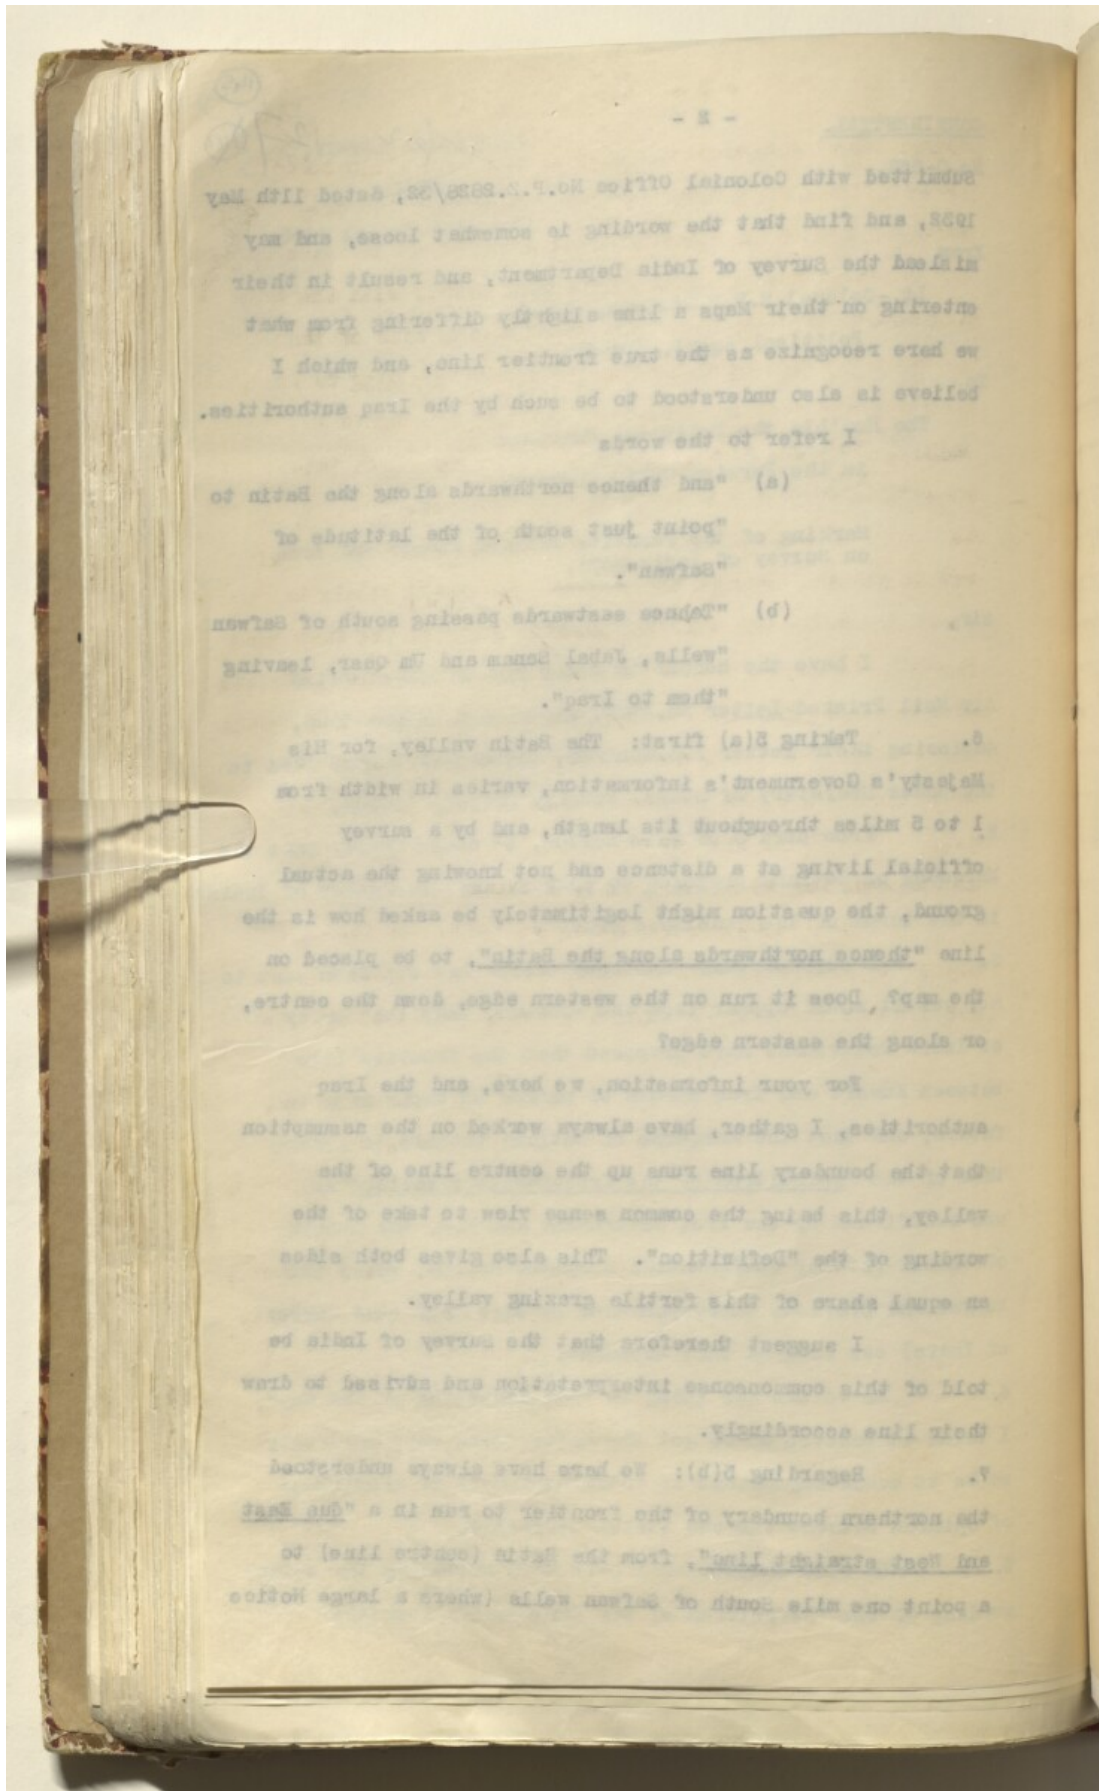 - 2 -
Submitted with Colonial Office No.P.Z.2828/32, dated 11th May
1932, and find that the wording is somewhat loose, and may
mislead the Survey of India Department, and result in their
entering on their Maps a line slightly differing from what
we here recognize as the true frontier line, and which I
believe is also understood to be such by the Iraq authorities.
I refer to the words
(a) "and thence northwards along the Batin to
"point just south of the latitude of
"Safwan".
(b) "Thence eastwards passing south of Safwan
"wells, Jabal Sanam and Um Qasr, leaving
"them to Iraq".
6. Taking 5(a) first: The Batin valley, for His
Majesty's Government's information, varies in width from
1 to 5 miles throughout its length, and by a survey
official living at a distance and not knowing the actual
ground, the question might legitimately be asked how is the
line "thence northwards along the Batin", to be placed on
the map? Does it run on the western edge, down the centre,
or along the eastern edge?
For your information, we here, and the Iraq
authorities, I gather, have always worked on the assumption
that the boundary line runs up the centre line of the
valley, this being the common sense view to take of the
wording of the "Definition". This also gives both sides
an equal share of this fertile grazing valley.
I suggest therefore that the Survey of India be
told of this commonsense interpretation and advised to draw
their line accordingly.
7. Regarding 5(b): We here have always understood
the northern boundary of the frontier to run in a "due East
and West straight line", from the Batin (centre line) to
a point one mile South of Safwan wells (where a large Notice